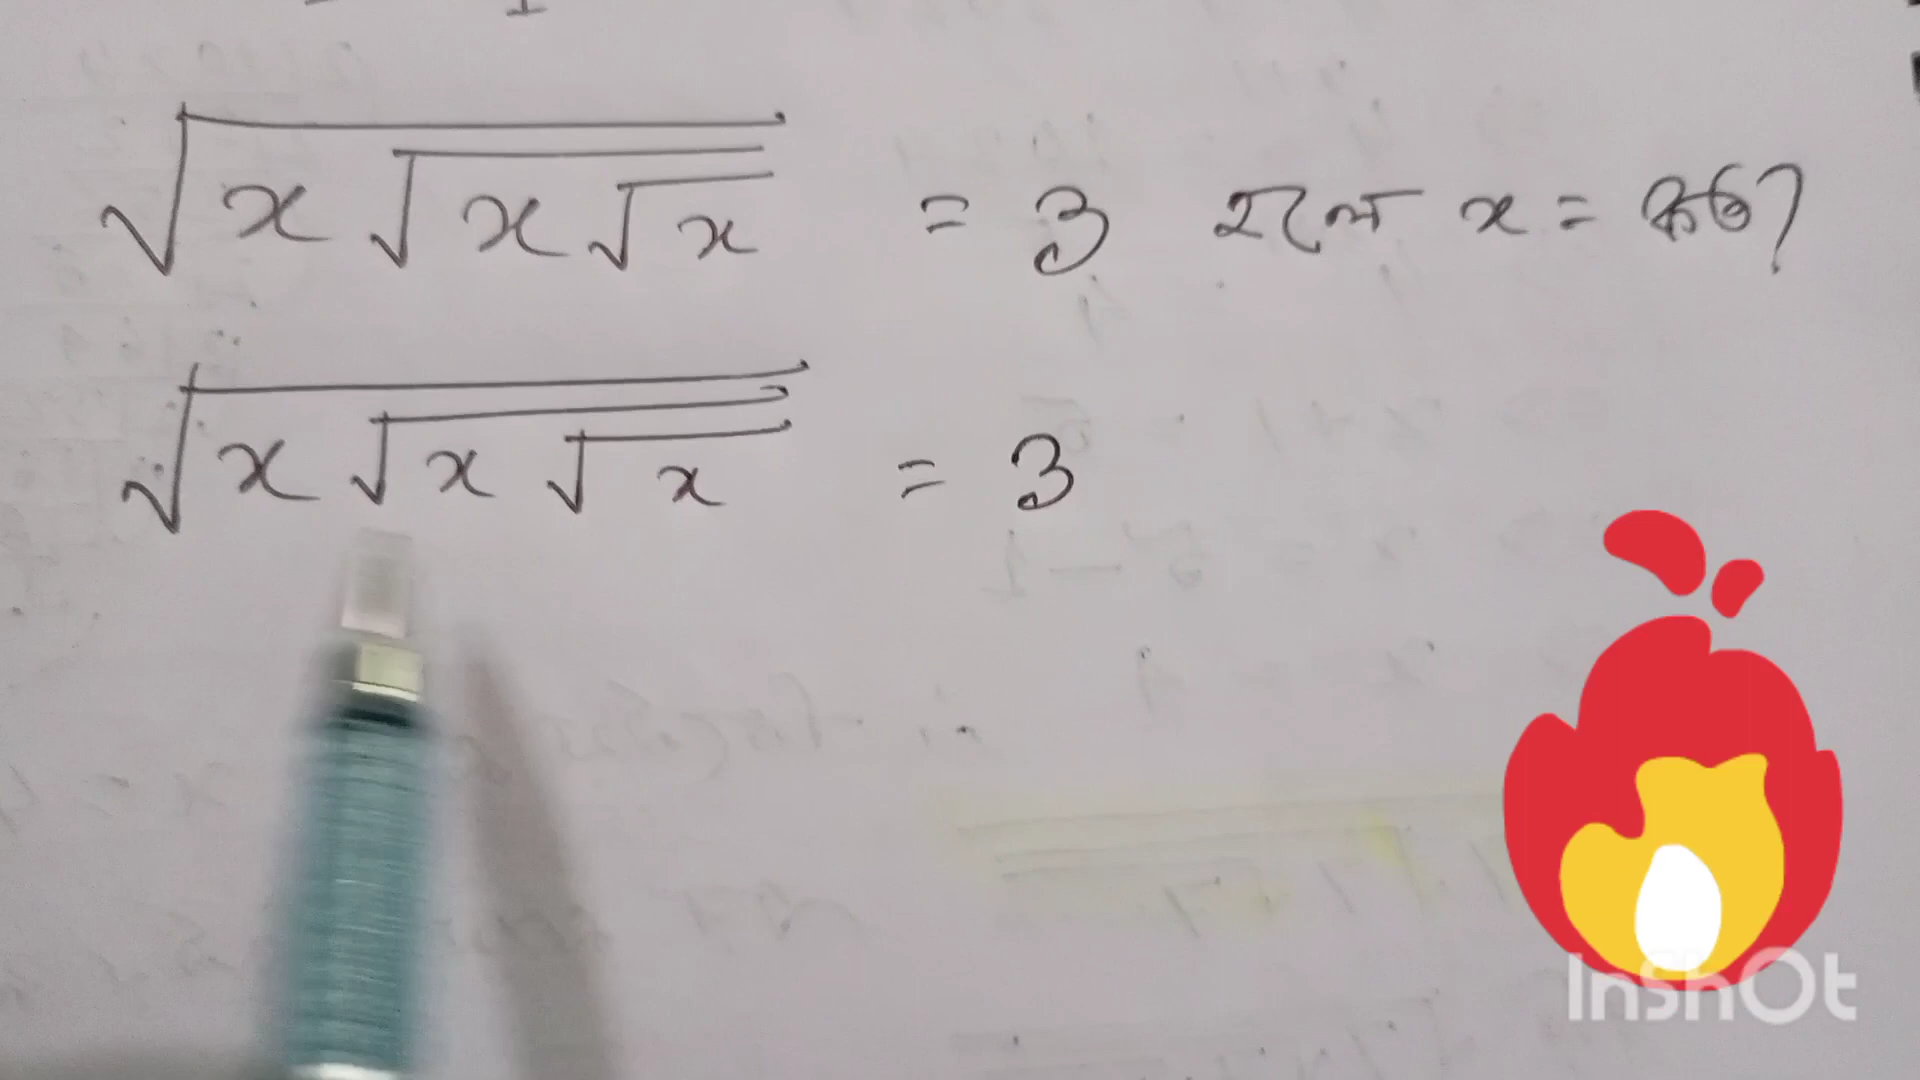 √x√x√x = 3 হলে x = কত?
√x√x√x = 3
InShOt